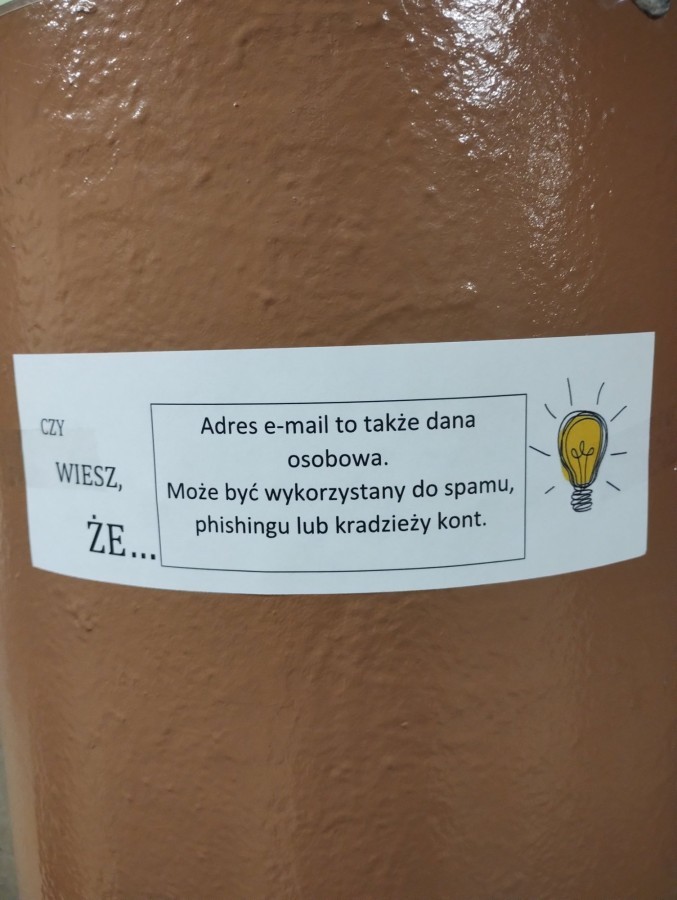 CZY
WIESZ,
ŻE...
Adres e-mail to także dana
osobowa.
Może być wykorzystany do spamu,
phishingu lub kradzieży kont.